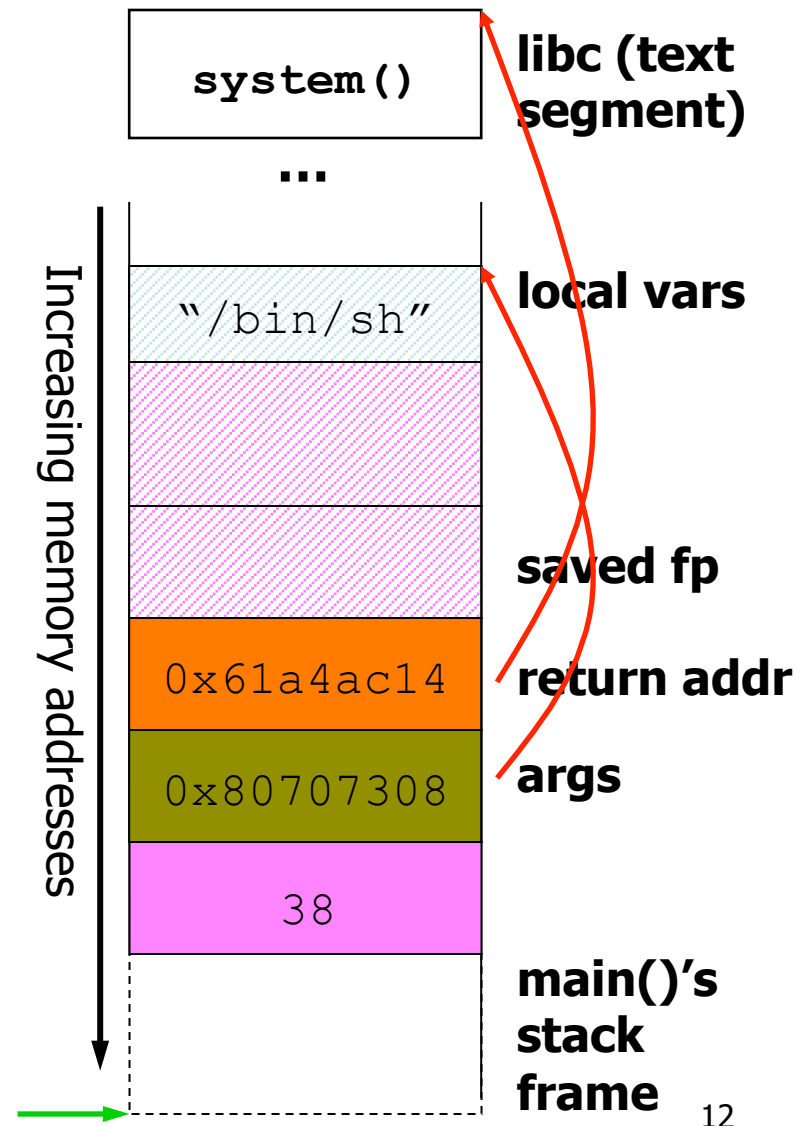 system()
libc (text
segment)
...
Increasing memory addresses
“/bin/sh”
local vars
saved fp
0x61a4ac14
return addr
0x80707308
args
38
main()’s
stack
frame
12